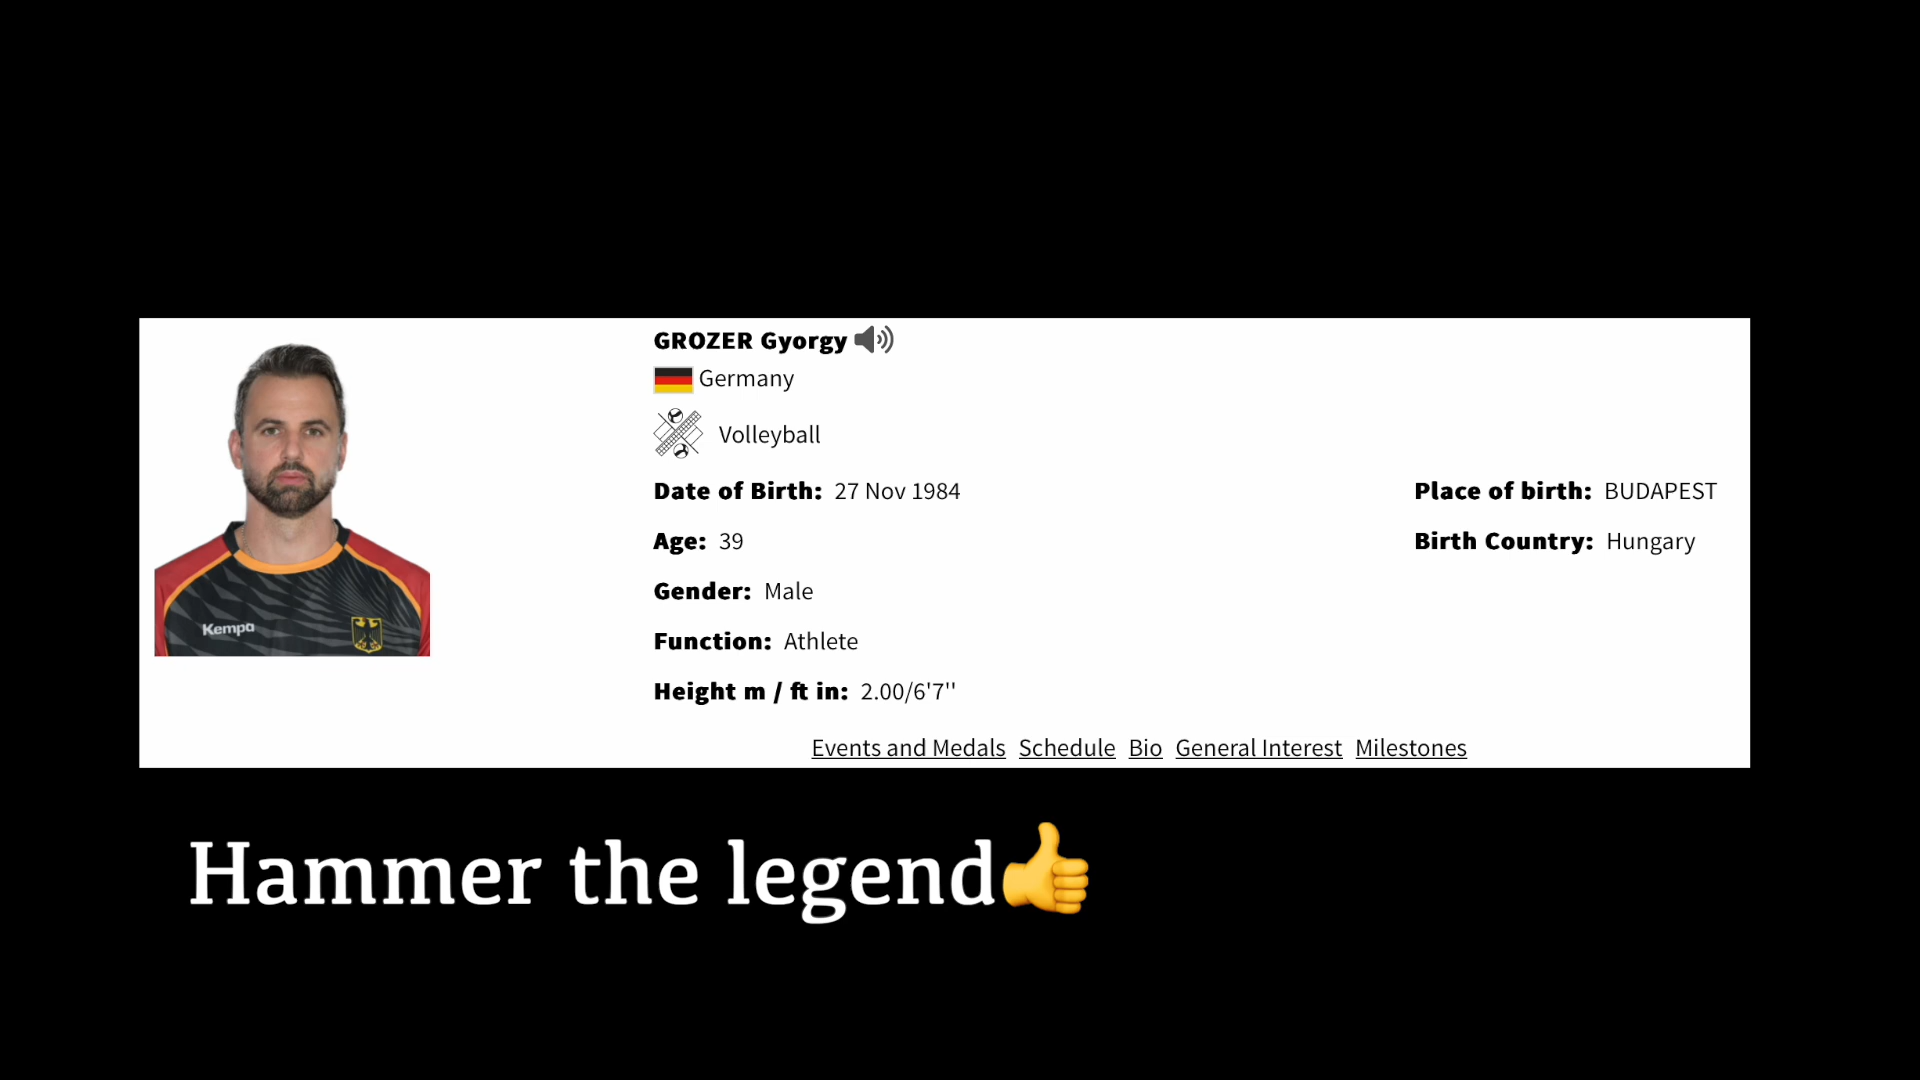 GROZER Gyorgy
Germany
Volleyball
Date of Birth: 27 Nov 1984
Place of birth: BUDAPEST
Age: 39
Birth Country: Hungary
Gender: Male
Function: Athlete
Kempa
Height m / ft in: 2.00/6'7''
Events and Medals Schedule Bio General Interest Milestones
Hammer the legend👍